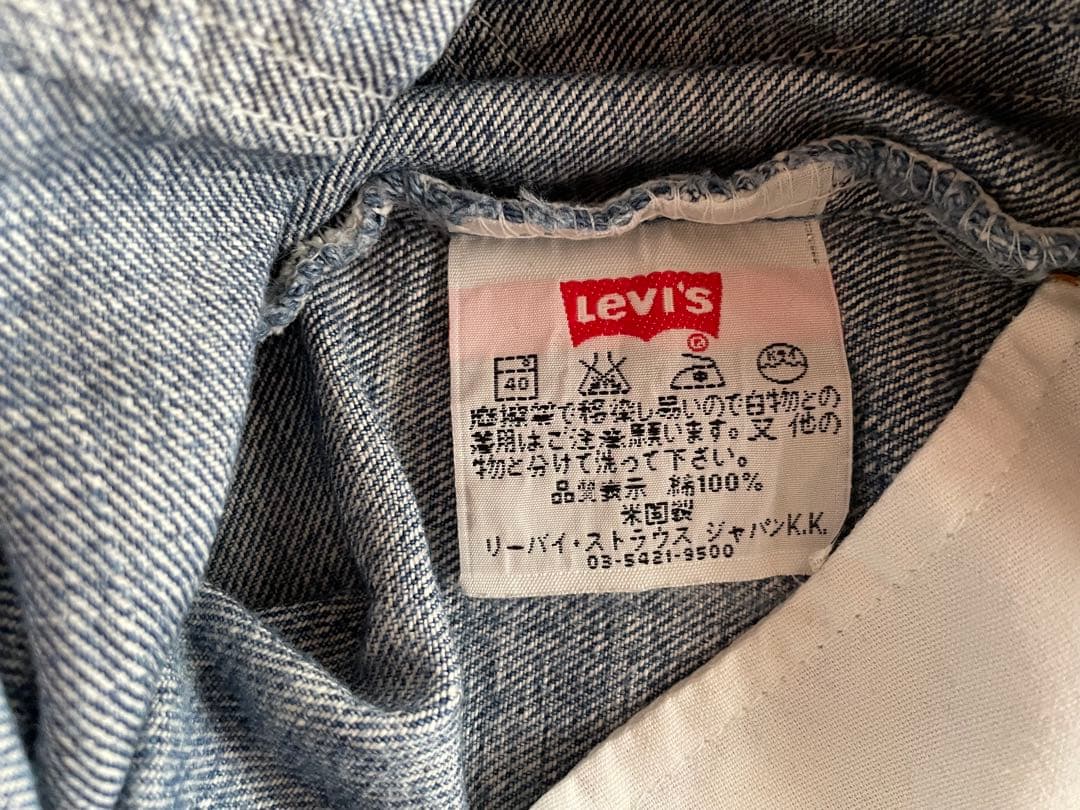 Levi's
R
40
ドライ
摩擦等で移染し易いので白物との
着用はご注意願います。又 他の
物と分けて洗って下さい。
品質表示 綿100%
米国製
リーバイ・ストラウス ジャパンK.K.
03-5421-9500